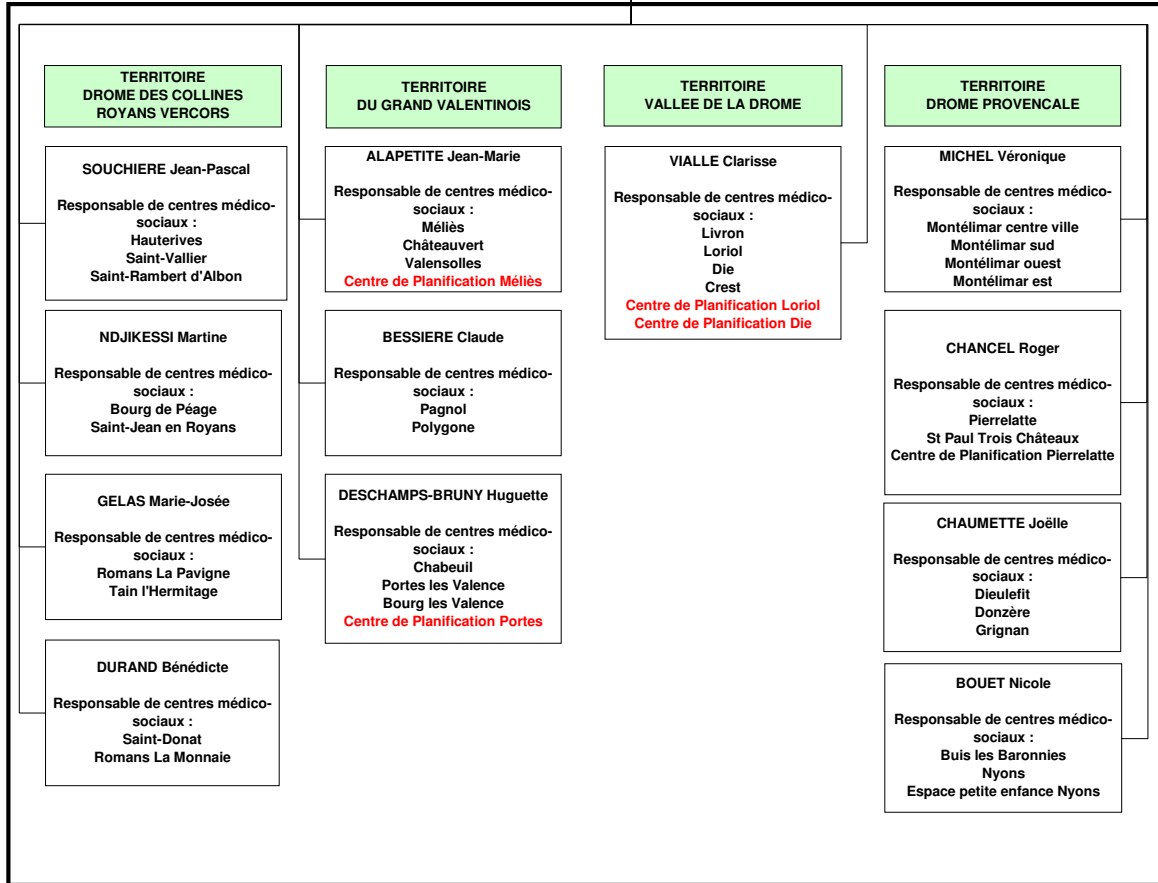 TERRITOIRE
DROME DES COLLINES
ROYANS VERCORS
SOUCHIERE Jean-Pascal
Responsable de centres médico-
sociaux :
Hauterives
Saint-Vallier
Saint-Rambert d'Albon
NDJIKESSI Martine
Responsable de centres médico-
sociaux :
Bourg de Péage
Saint-Jean en Royans
GELAS Marie-Josée
Responsable de centres médico-
sociaux :
Romans La Pavigne
Tain l'Hermitage
DURAND Bénédicte
Responsable de centres médico-
sociaux :
Saint-Donat
Romans La Monnaie
TERRITOIRE
DU GRAND VALENTINOIS
ALAPETITE Jean-Marie
Responsable de centres médico-
sociaux :
Méliès
Châteauvert
Valensolles
Centre de Planification Méliès
BESSIERE Claude
Responsable de centres médico-
sociaux :
Pagnol
Polygone
DESCHAMPS-BRUNY Huguette
Responsable de centres médico-
sociaux :
Chabeuil
Portes les Valence
Bourg les Valence
Centre de Planification Portes
TERRITOIRE
VALLEE DE LA DROME
VIALLE Clarisse
Responsable de centres médico-
sociaux :
Livron
Loriol
Die
Crest
Centre de Planification Loriol
Centre de Planification Die
TERRITOIRE
DROME PROVENCALE
MICHEL Véronique
Responsable de centres médico-
sociaux :
Montélimar centre ville
Montélimar sud
Montélimar ouest
Montélimar est
CHANCEL Roger
Responsable de centres médico-
sociaux :
Pierrelatte
St Paul Trois Châteaux
Centre de Planification Pierrelatte
CHAUMETTE Joëlle
Responsable de centres médico-
sociaux :
Dieulefit
Donzère
Grignan
BOUET Nicole
Responsable de centres médico-
sociaux :
Buis les Baronnies
Nyons
Espace petite enfance Nyons